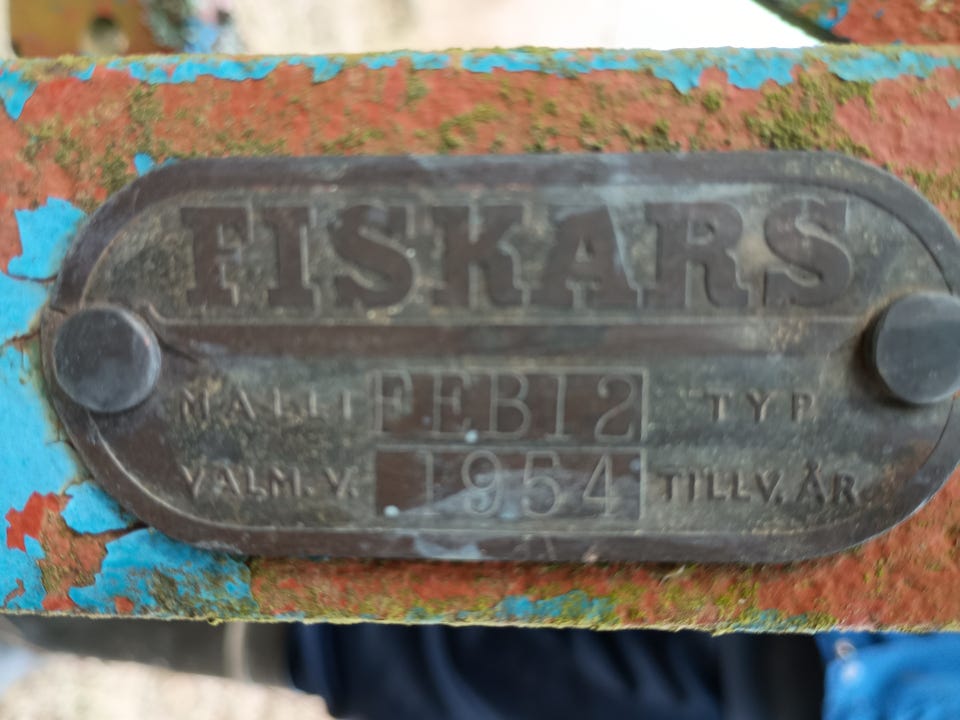 FISKARS
MALLI FEB12 TYP
VALM.V. 1954 TILLV.ÅR